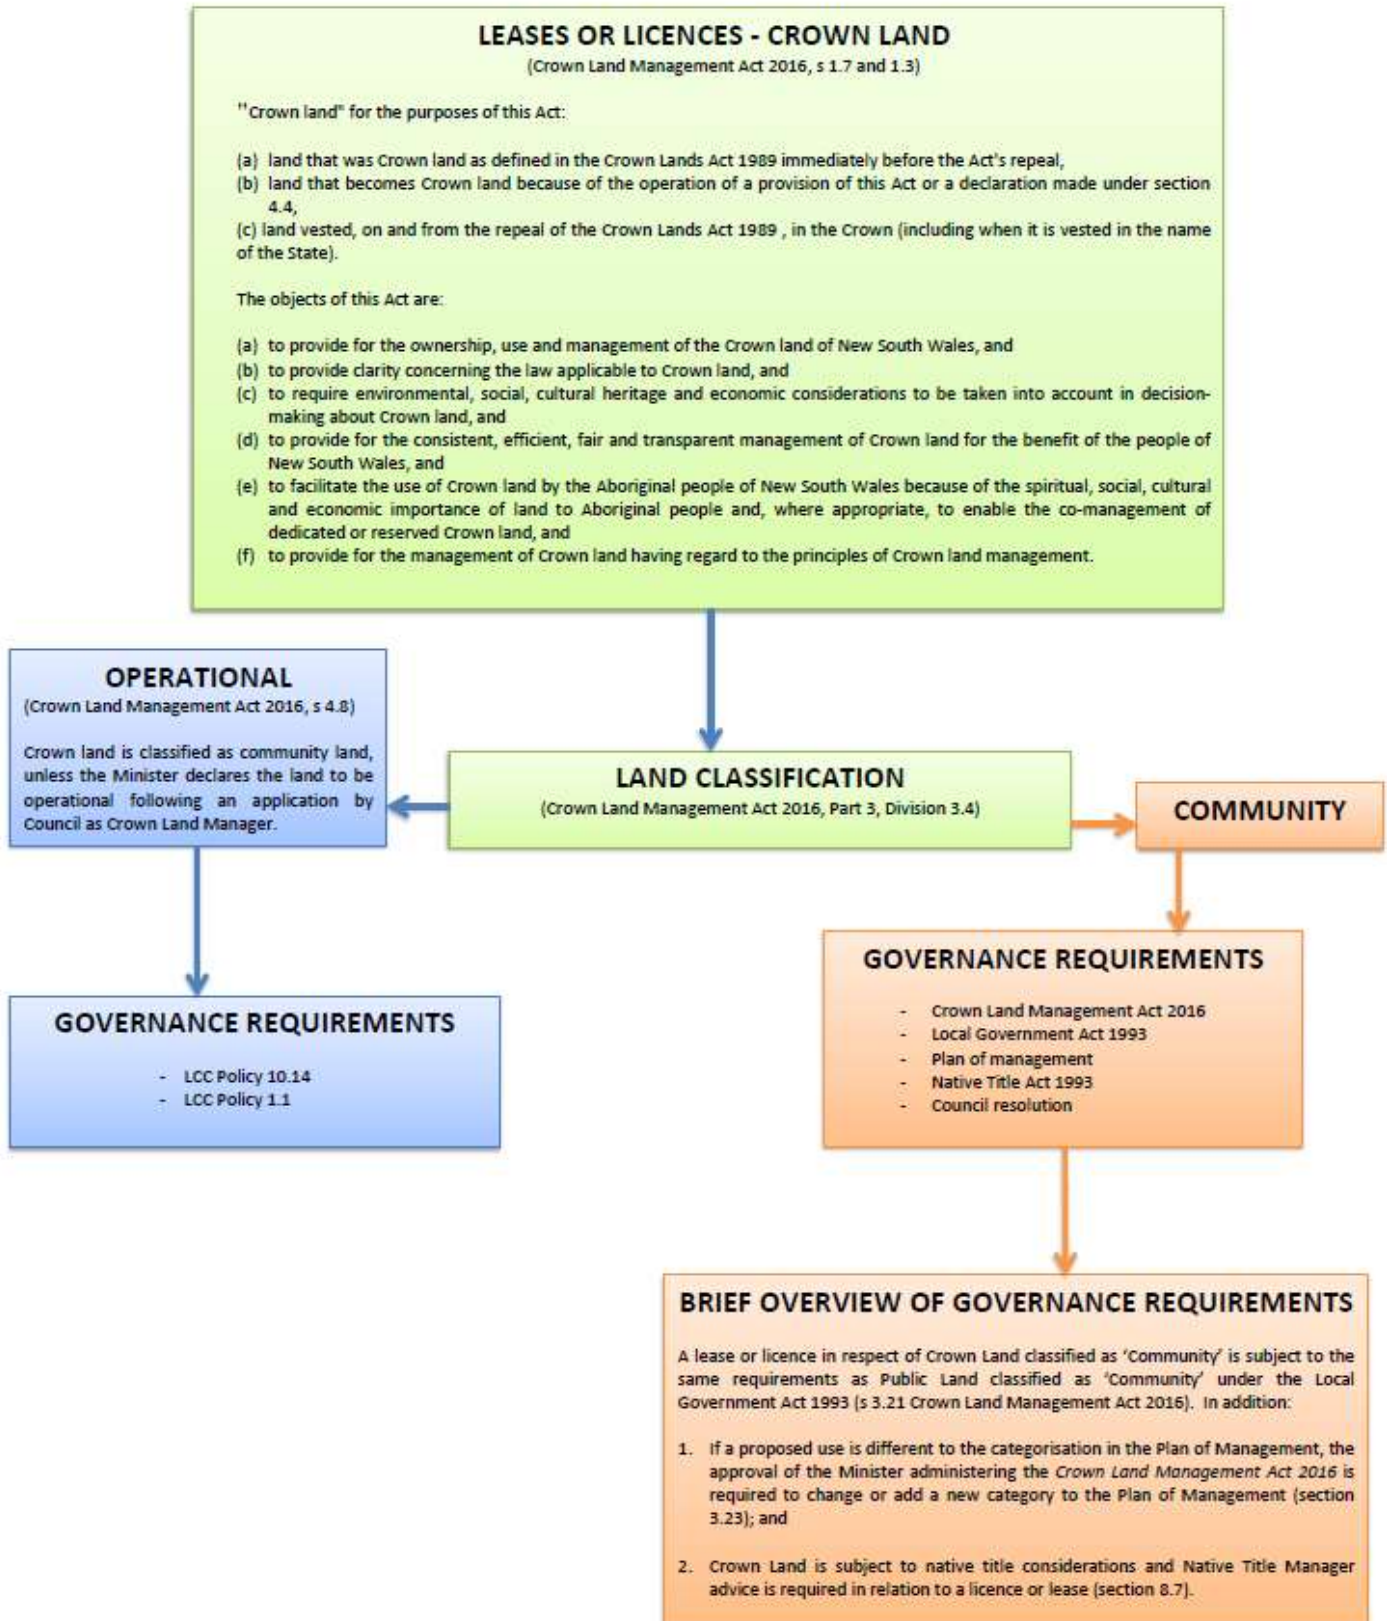 LEASES OR LICENCES - CROWN LAND
(Crown Land Management Act 2016, s 1.7 and 1.3)
"Crown land" for the purposes of this Act:
(a) land that was Crown land as defined in the Crown Lands Act 1989 immediately before the Act's repeal,
(b) land that becomes Crown land because of the operation of a provision of this Act or a declaration made under section
4.4,
(c) land vested, on and from the repeal of the Crown Lands Act 1989 , in the Crown (including when it is vested in the name
of the State).
The objects of this Act are:
(a) to provide for the ownership, use and management of the Crown land of New South Wales, and
(b) to provide clarity concerning the law applicable to Crown land, and
(c) to require environmental, social, cultural heritage and economic considerations to be taken into account in decision-
making about Crown land, and
(d) to provide for the consistent, efficient, fair and transparent management of Crown land for the benefit of the people of
New South Wales, and
(e) to facilitate the use of Crown land by the Aboriginal people of New South Wales because of the spiritual, social, cultural
and economic importance of land to Aboriginal people and, where appropriate, to enable the co-management of
dedicated or reserved Crown land, and
(f) to provide for the management of Crown land having regard to the principles of Crown land management.
OPERATIONAL
(Crown Land Management Act 2016, s 4.8)
Crown land is classified as community land,
unless the Minister declares the land to be
operational following an application by
Council as Crown Land Manager.
LAND CLASSIFICATION
(Crown Land Management Act 2016, Part 3, Division 3.4)
COMMUNITY
GOVERNANCE REQUIREMENTS
- LCC Policy 10.14
- LCC Policy 1.1
GOVERNANCE REQUIREMENTS
- Crown Land Management Act 2016
- Local Government Act 1993
- Plan of management
- Native Title Act 1993
- Council resolution
BRIEF OVERVIEW OF GOVERNANCE REQUIREMENTS
A lease or licence in respect of Crown Land classified as 'Community' is subject to the
same requirements as Public Land classified as 'Community' under the Local
Government Act 1993 (s 3.21 Crown Land Management Act 2016). In addition:
1. If a proposed use is different to the categorisation in the Plan of Management, the
approval of the Minister administering the Crown Land Management Act 2016 is
required to change or add a new category to the Plan of Management (section
3.23); and
2. Crown Land is subject to native title considerations and Native Title Manager
advice is required in relation to a licence or lease (section 8.7).